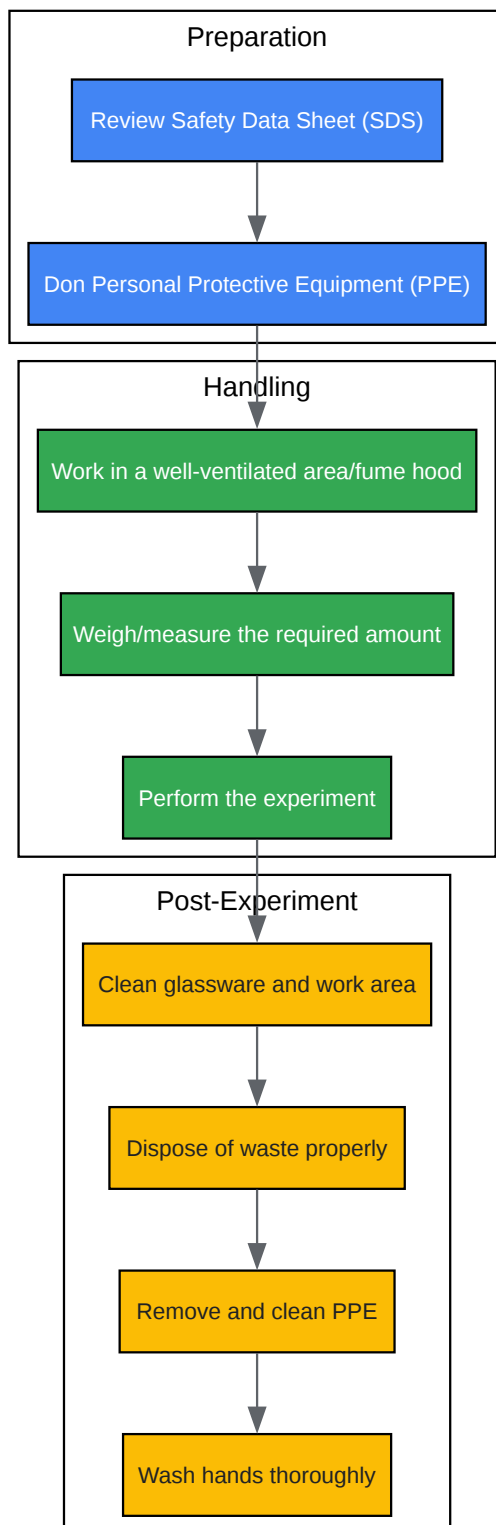 Preparation
Review Safety Data Sheet (SDS)
Don Personal Protective Equipment (PPE)
Handling
Work in a well-ventilated area/fume hood
Weigh/measure the required amount
Perform the experiment
Post-Experiment
Clean glassware and work area
Dispose of waste properly
Remove and clean PPE
Wash hands thoroughly